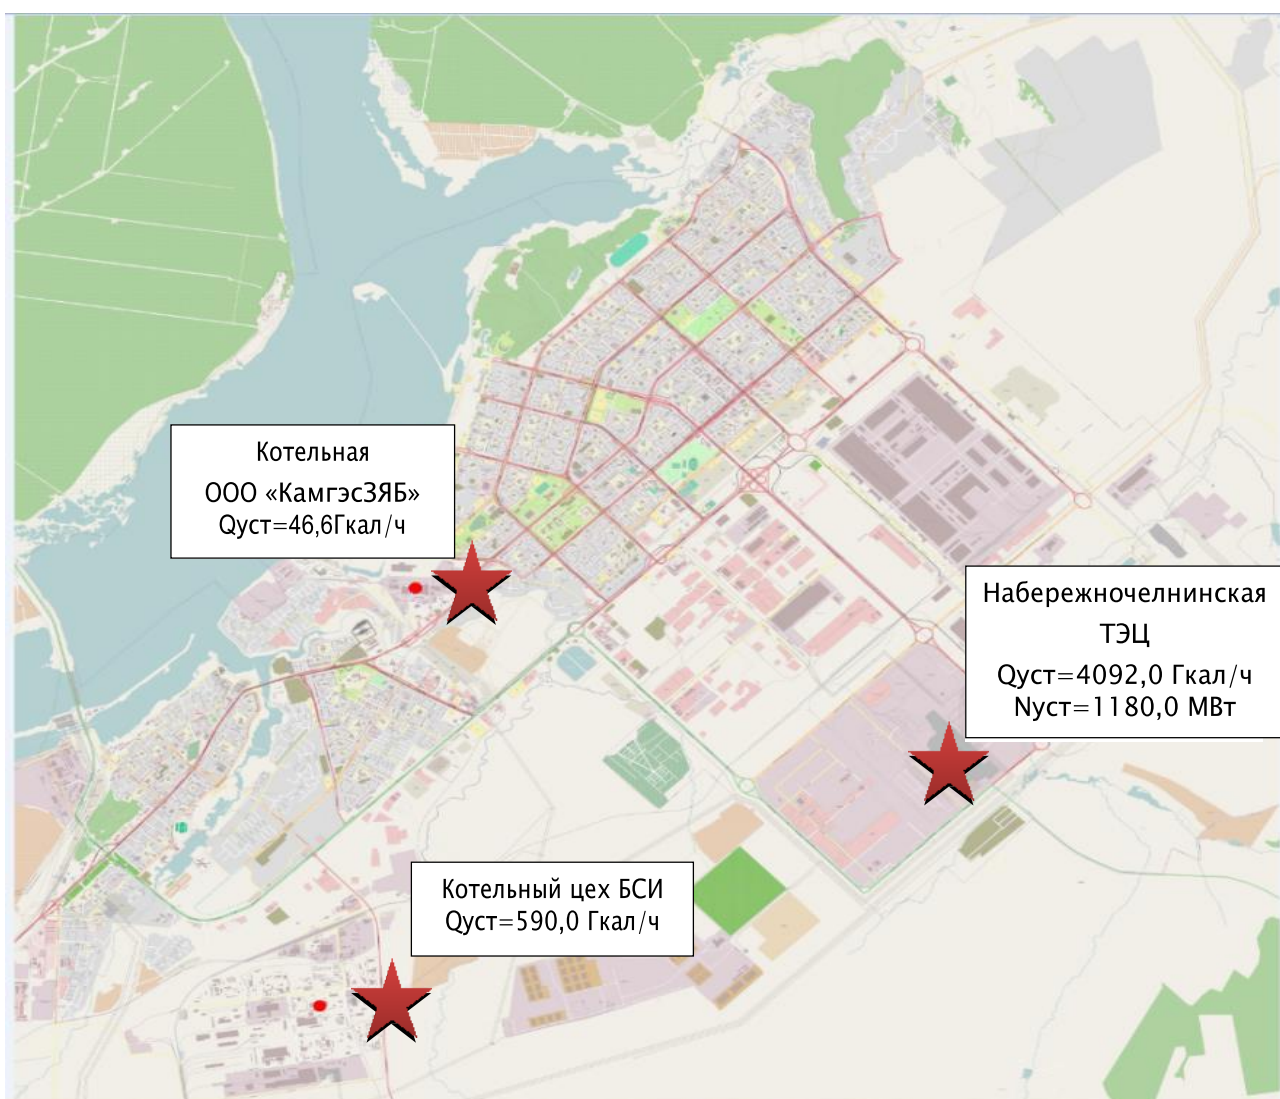 Котельная
ООО «КамгэсЗЯБ»
Qуст=46,6Гкал/ч
Набережночелнинская
ТЭЦ
Qуст=4092,0 Гкал/ч
Nуст=1180,0 МВт
Котельный цех БСИ
Qуст=590,0 Гкал/ч